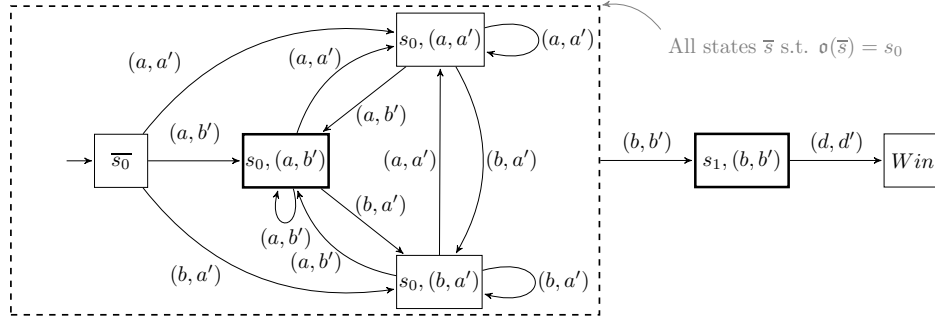 s₀, (a, a′)
(a, a′)
All states s̅ s.t. 𝔬(s̅) = s₀
(a, a′)
(a, a′)
(a, b′)
(a, b′)
(b, b′)
(d, d′)
s̅₀̅
s₀, (a, b′)
(a, a′)
(b, a′)
s₁, (b, b′)
Win
(b, a′)
(a, b′)
(a, b′)
(b, a′)
s₀, (b, a′)
(b, a′)